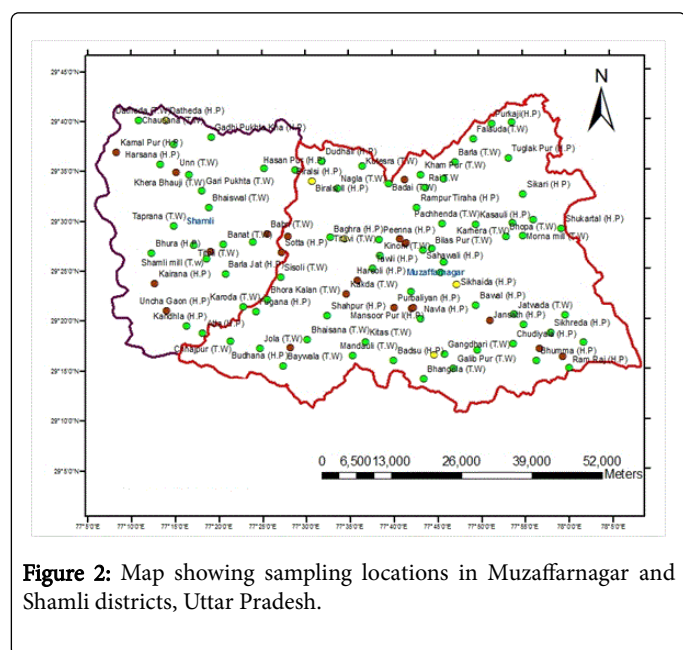 N
29°45'0"N
29°40'0"N
29°35'0"N
29°30'0"N
29°25'0"N
29°20'0"N
29°15'0"N
29°10'0"N
29°5'0"N
Datheda (H.P)
Purkaji(H.P)
Falauda(T.W)
Gadhi Pukhta Kha (H.P)
Kamal Pur (H.P)
Harsana (H.P)
Unn (T.W)
Hasan Pur (H.P)
Dudhali (H.P)
Kutesra (T.W)
Barla (T.W)
Tuglak Pur (H.P)
Kham Pur (T.W)
Biralsi (H.P)
Khera Bhauji (T.W)
Gari Pukhta (T.W)
Nagla (T.W)
Badai (T.W)
Bhaiswal (T.W)
Rampur Tiraha (H.P)
Sikari (H.P)
Taprana (T.W)
Shamli
Pachhenda (T.W)
Kasauli (H.P)
Shukartal (H.P)
Banat (T.W)
Sotta (H.P)
Baghra (H.P)
Peenna (H.P)
Kamera (T.W)
Bhopa (T.W)
Morna mill (T.W)
Bhura (H.P)
Bilas Pur (T.W)
Shamli mill (T.W)
Barla Jat (H.P)
Sisoli (T.W)
Sahawali (H.P)
Kairana (H.P)
Muzaffarnagar
Harsoli (H.P)
Kakda (T.W)
Sikhaida (H.P)
Bhora Kalan (T.W)
Uncha Gaon (H.P)
Karoda (T.W)
Shahpur (H.P)
Purbaliyan (H.P)
Bawal (H.P)
Jatwada (T.W)
Kandhla (H.P)
Mansoor Pur I(H.P)
Navla (H.P)
Jansath (H.P)
Sikhreda (H.P)
Jola (T.W)
Bhaisana (T.W)
Kitas (T.W)
Chudiyala (H.P)
Budhana (H.P)
Mandauli (T.W)
Badsu (H.P)
Gangdhari (T.W)
Bhumma (H.P)
Baywala (T.W)
Galib Pur (T.W)
Ram Raj (H.P)
Bhangella (T.W)
0 6,500 13,000 26,000 39,000 52,000
Meters
77°5'0"E 77°10'0"E 77°15'0"E 77°20'0"E 77°25'0"E 77°30'0"E 77°35'0"E 77°40'0"E 77°45'0"E 77°50'0"E 77°55'0"E 78°0'0"E 78°5'0"E
Figure 2: Map showing sampling locations in Muzaffarnagar and
Shamli districts, Uttar Pradesh.